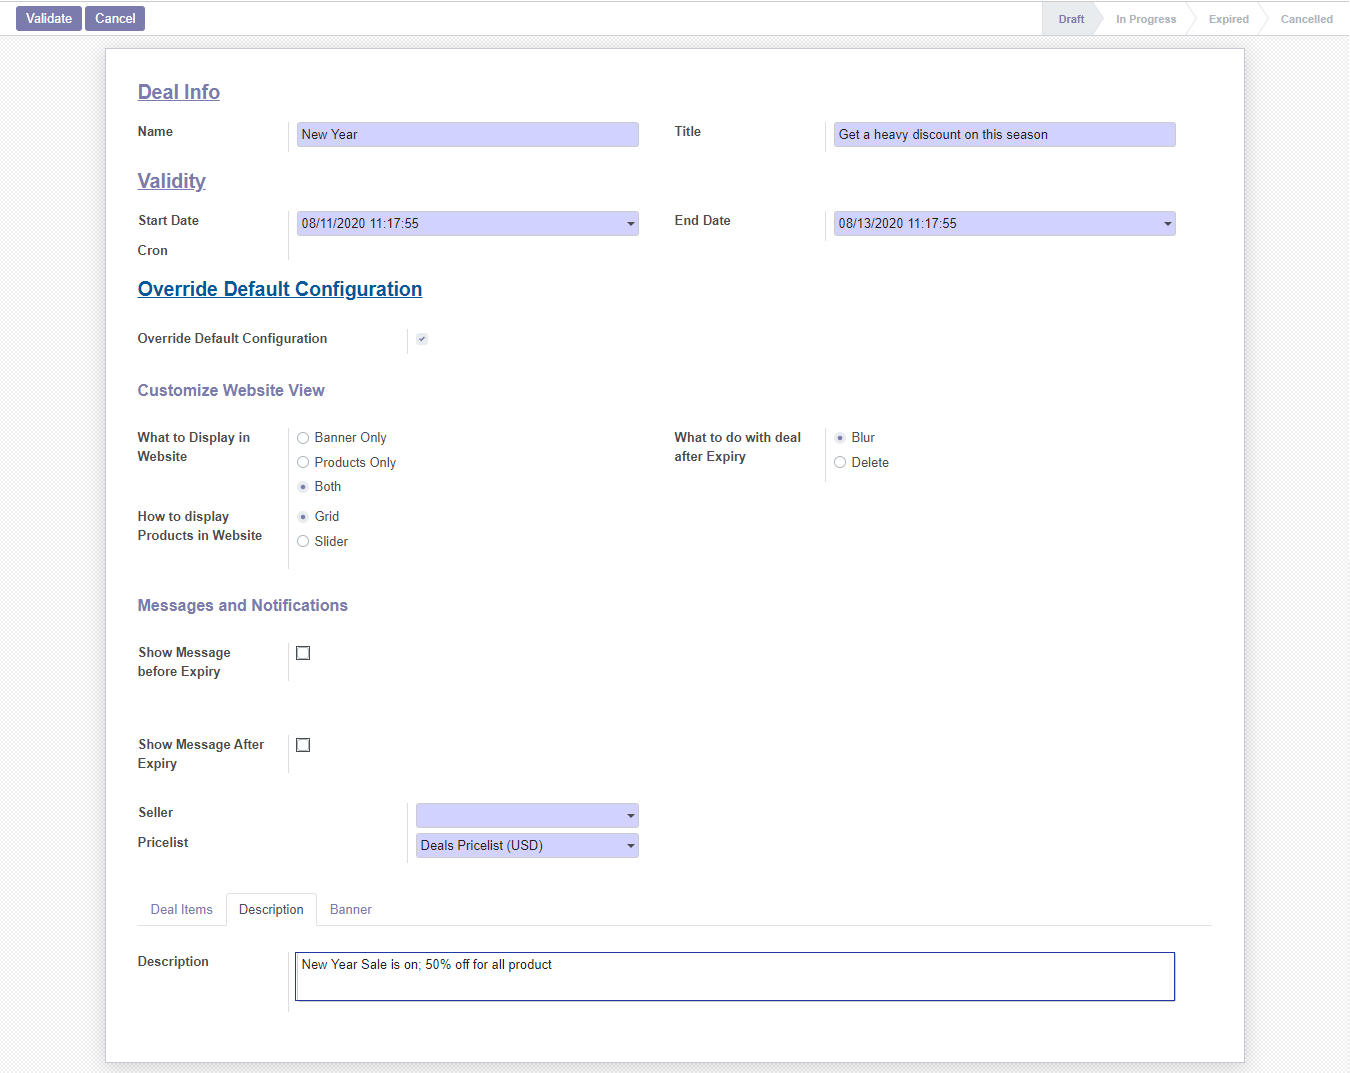 Validate Cancel Draft In Progress Expired Cancelled
Deal Info
Name New Year Title Get a heavy discount on this season
Validity
Start Date 08/11/2020 11:17:55 End Date 08/13/2020 11:17:55
Cron
Override Default Configuration
Override Default Configuration
Customize Website View
What to Display in Website
Banner Only
Products Only
Both
What to do with deal after Expiry
Blur
Delete
How to display Products in Website
Grid
Slider
Messages and Notifications
Show Message
before Expiry
Show Message After
Expiry
Seller
Pricelist Deals Pricelist (USD)
Deal Items Description Banner
Description New Year Sale is on; 50% off for all product